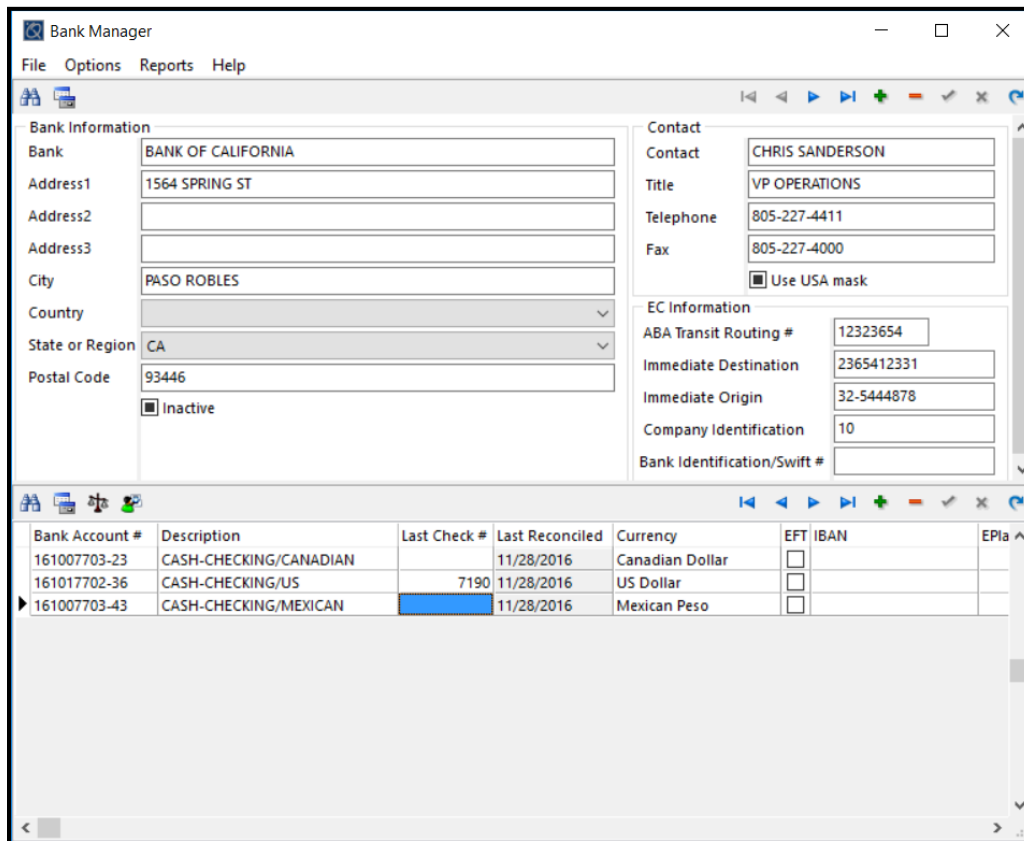 Bank Manager
File Options Reports Help
Bank Information
Bank BANK OF CALIFORNIA
Address1 1564 SPRING ST
Address2
Address3
City PASO ROBLES
Country
State or Region CA
Postal Code 93446
Inactive
Contact
Contact CHRIS SANDERSON
Title VP OPERATIONS
Telephone 805-227-4411
Fax 805-227-4000
Use USA mask
EC Information
ABA Transit Routing # 12323654
Immediate Destination 2365412331
Immediate Origin 32-5444878
Company Identification 10
Bank Identification/Swift #
Bank Account # Description Last Check # Last Reconciled Currency EFT IBAN EPla
161007703-23 CASH-CHECKING/CANADIAN 11/28/2016 Canadian Dollar
161017702-36 CASH-CHECKING/US 7190 11/28/2016 US Dollar
161007703-43 CASH-CHECKING/MEXICAN 11/28/2016 Mexican Peso